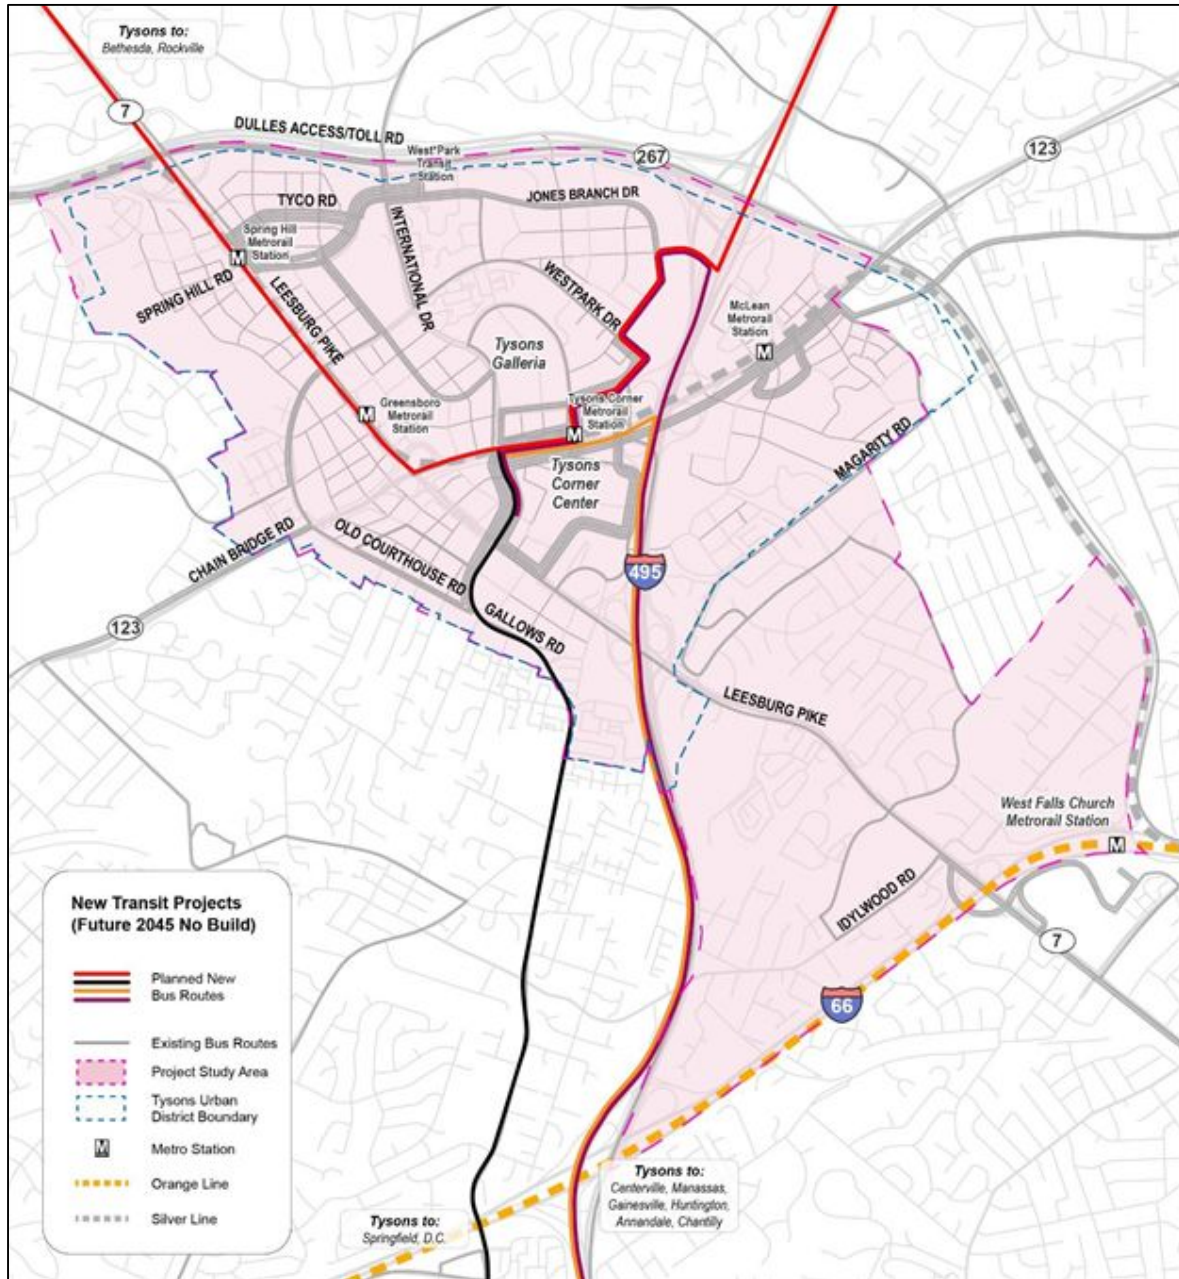 Tysons to:
Bethesda, Rockville
7
DULLES ACCESS/TOLL RD
123
267
West*Park
Transit
Station
TYCO RD
JONES BRANCH DR
INTERNATIONAL DR
Spring Hill
Metrorail
Station
M
SPRING HILL RD
LEESBURG PIKE
WESTPARK DR
McLean
Metrorail
Station
M
Tysons
Galleria
Greensboro
Metrorail
Station
M
Tysons Corner
Metrorail
Station
M
Tysons
Corner
Center
MAGARITY RD
CHAIN BRIDGE RD
OLD COURTHOUSE RD
495
GALLOWS RD
123
LEESBURG PIKE
West Falls Church
Metrorail Station
M
IDYLWOOD RD
7
66
New Transit Projects
(Future 2045 No Build)
Planned New
Bus Routes
Existing Bus Routes
Project Study Area
Tysons Urban
District Boundary
M
Metro Station
Orange Line
Silver Line
Tysons to:
Springfield, D.C.
Tysons to:
Centerville, Manassas,
Gainesville, Huntington,
Annandale, Chantilly